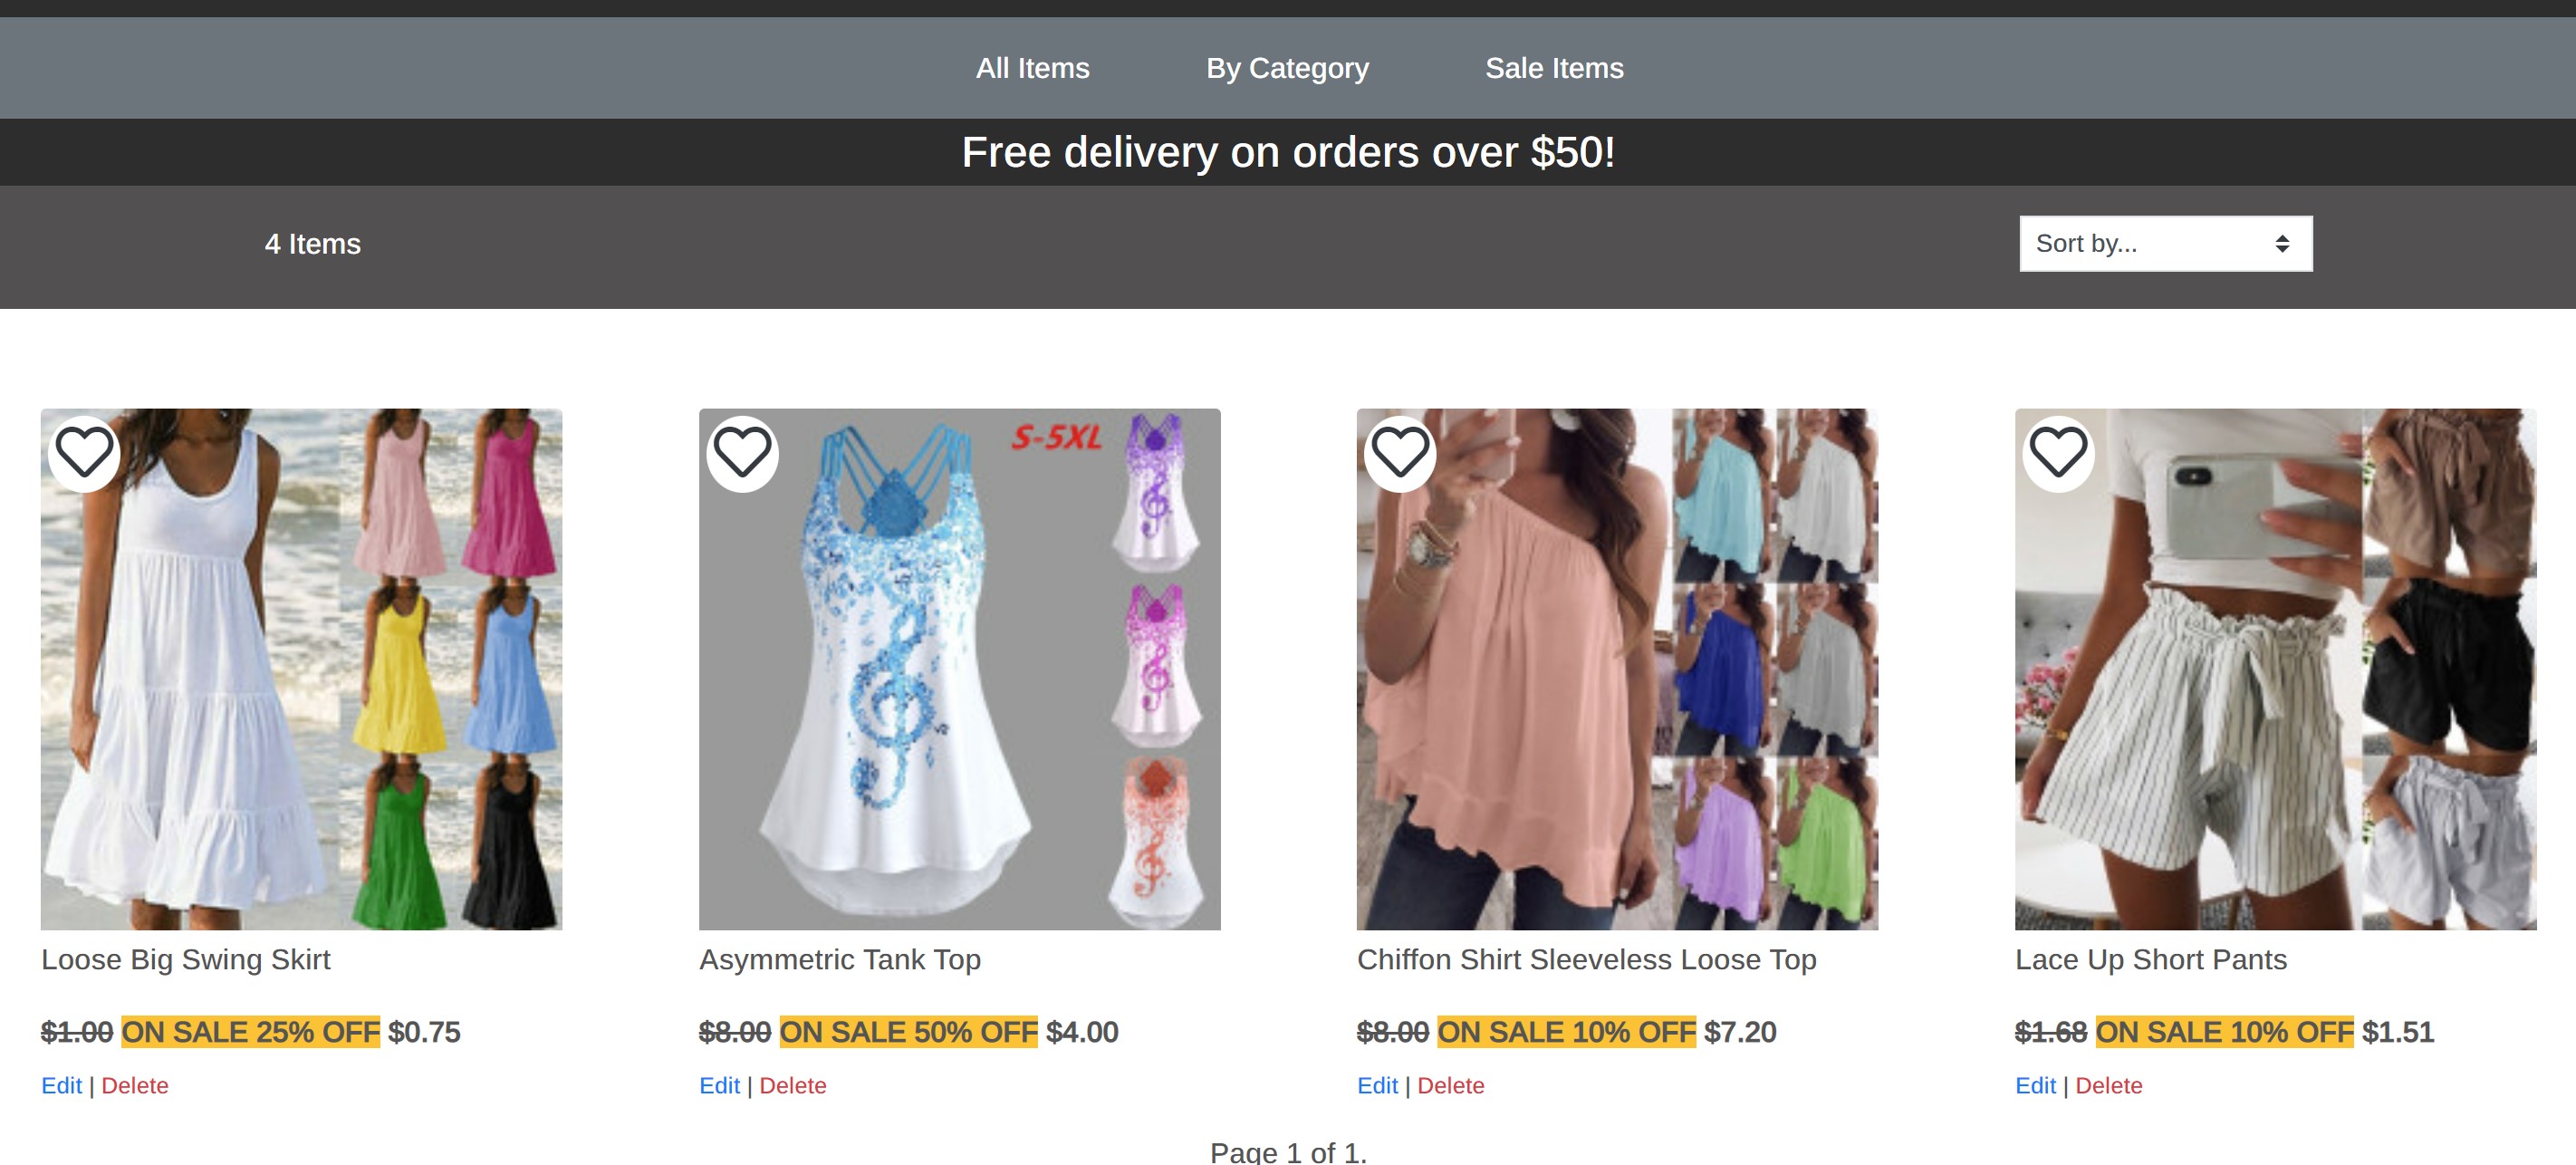 All Items By Category Sale Items
Free delivery on orders over $50!
4 Items
Sort by...
S-5XL
Loose Big Swing Skirt
$1.00 ON SALE 25% OFF $0.75
Edit | Delete
Asymmetric Tank Top
$8.00 ON SALE 50% OFF $4.00
Edit | Delete
Chiffon Shirt Sleeveless Loose Top
$8.00 ON SALE 10% OFF $7.20
Edit | Delete
Lace Up Short Pants
$1.68 ON SALE 10% OFF $1.51
Edit | Delete
Page 1 of 1.